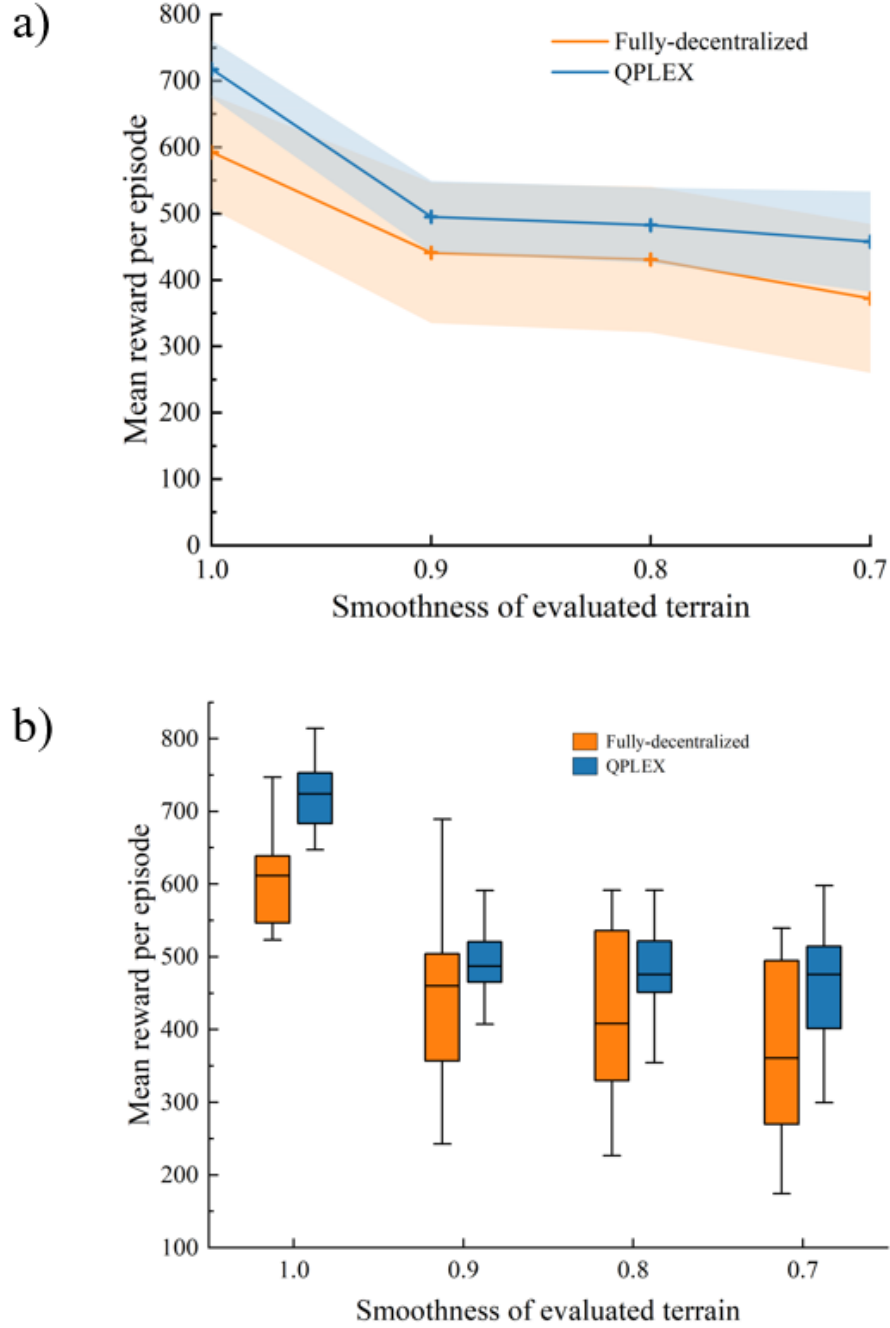 a)
Fully-decentralized
QPLEX
Mean reward per episode
800
700
600
500
400
300
200
100
0
1.0 0.9 0.8 0.7
Smoothness of evaluated terrain
b)
Fully-decentralized
QPLEX
Mean reward per episode
800
700
600
500
400
300
200
100
1.0 0.9 0.8 0.7
Smoothness of evaluated terrain